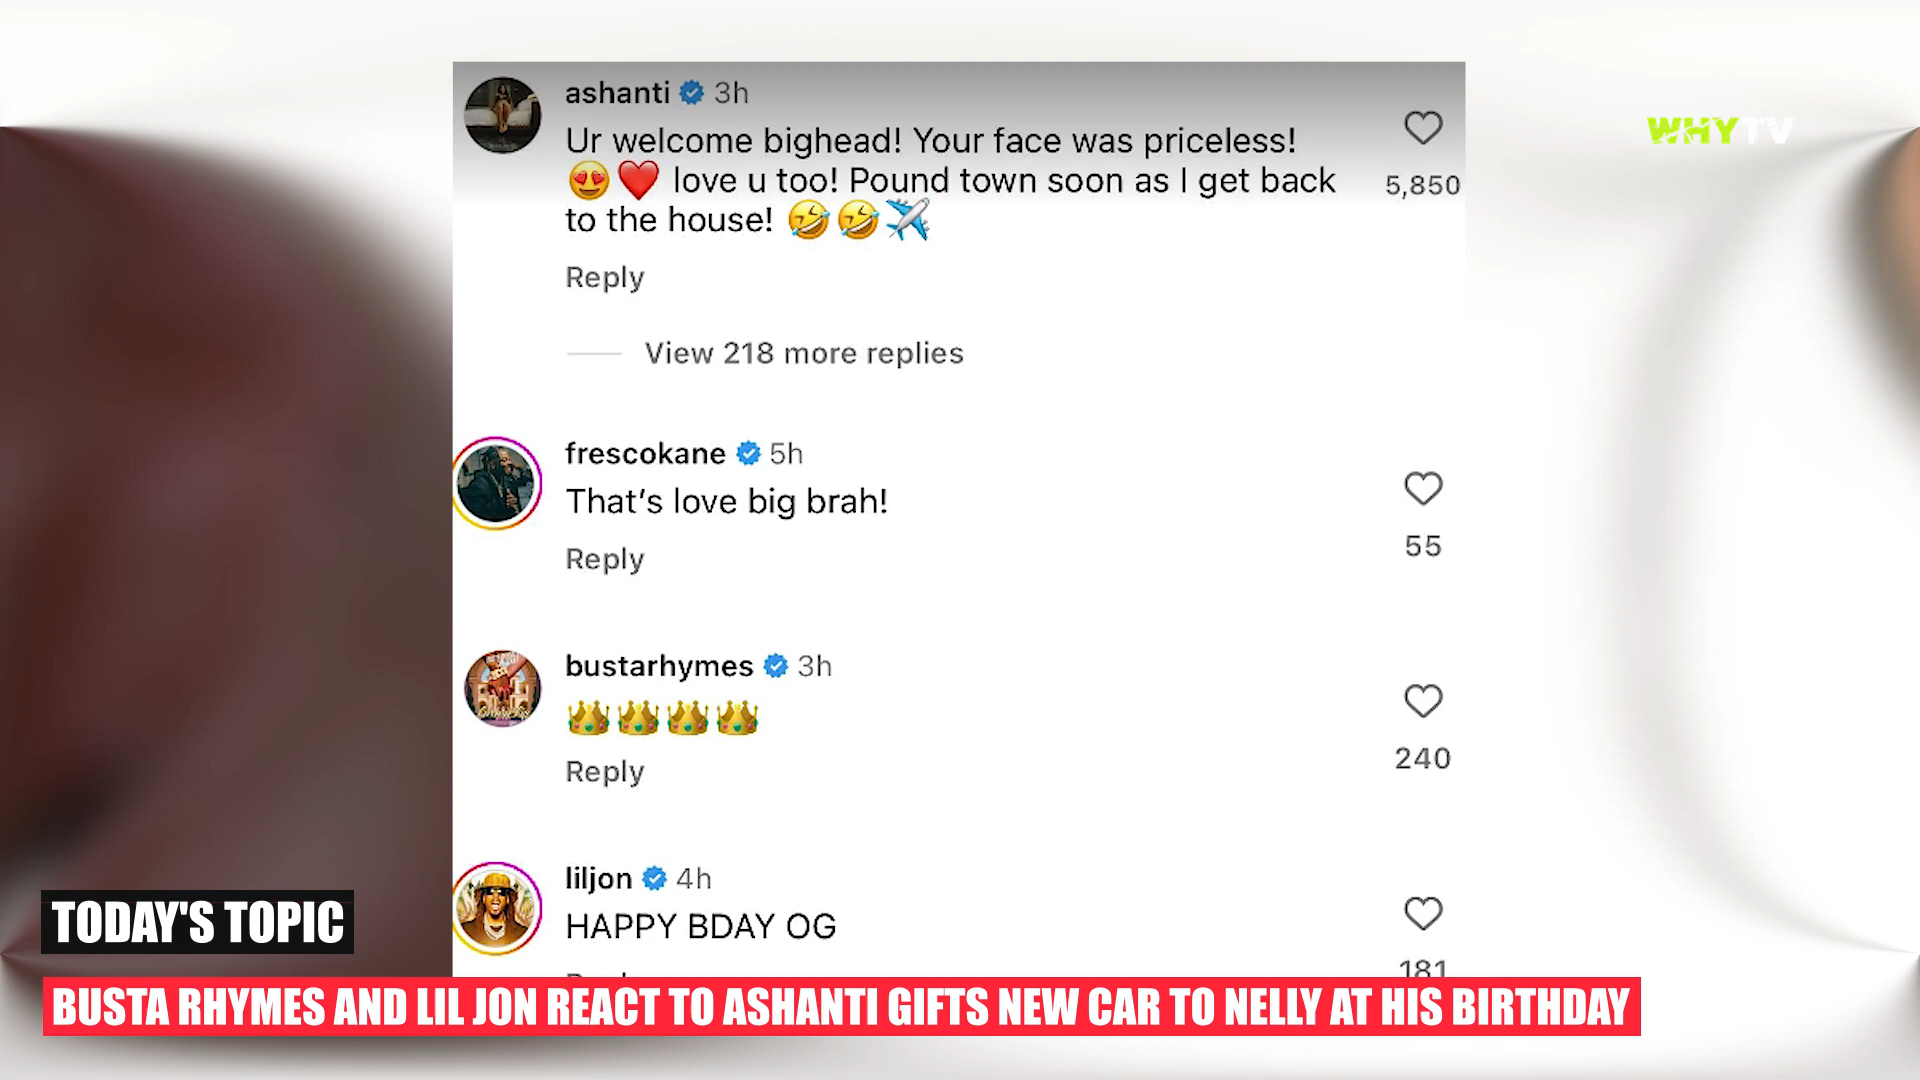 ashanti 3h
Ur welcome bighead! Your face was priceless!
😍❤️ love u too! Pound town soon as I get back
to the house! 🤣🤣✈️
5,850
Reply
View 218 more replies
frescokane 5h
That's love big brah!
55
Reply
bustarhymes 3h
👑👑👑👑
240
Reply
liljon 4h
HAPPY BDAY OG
181
WHYTV
TODAY'S TOPIC
BUSTA RHYMES AND LIL JON REACT TO ASHANTI GIFTS NEW CAR TO NELLY AT HIS BIRTHDAY